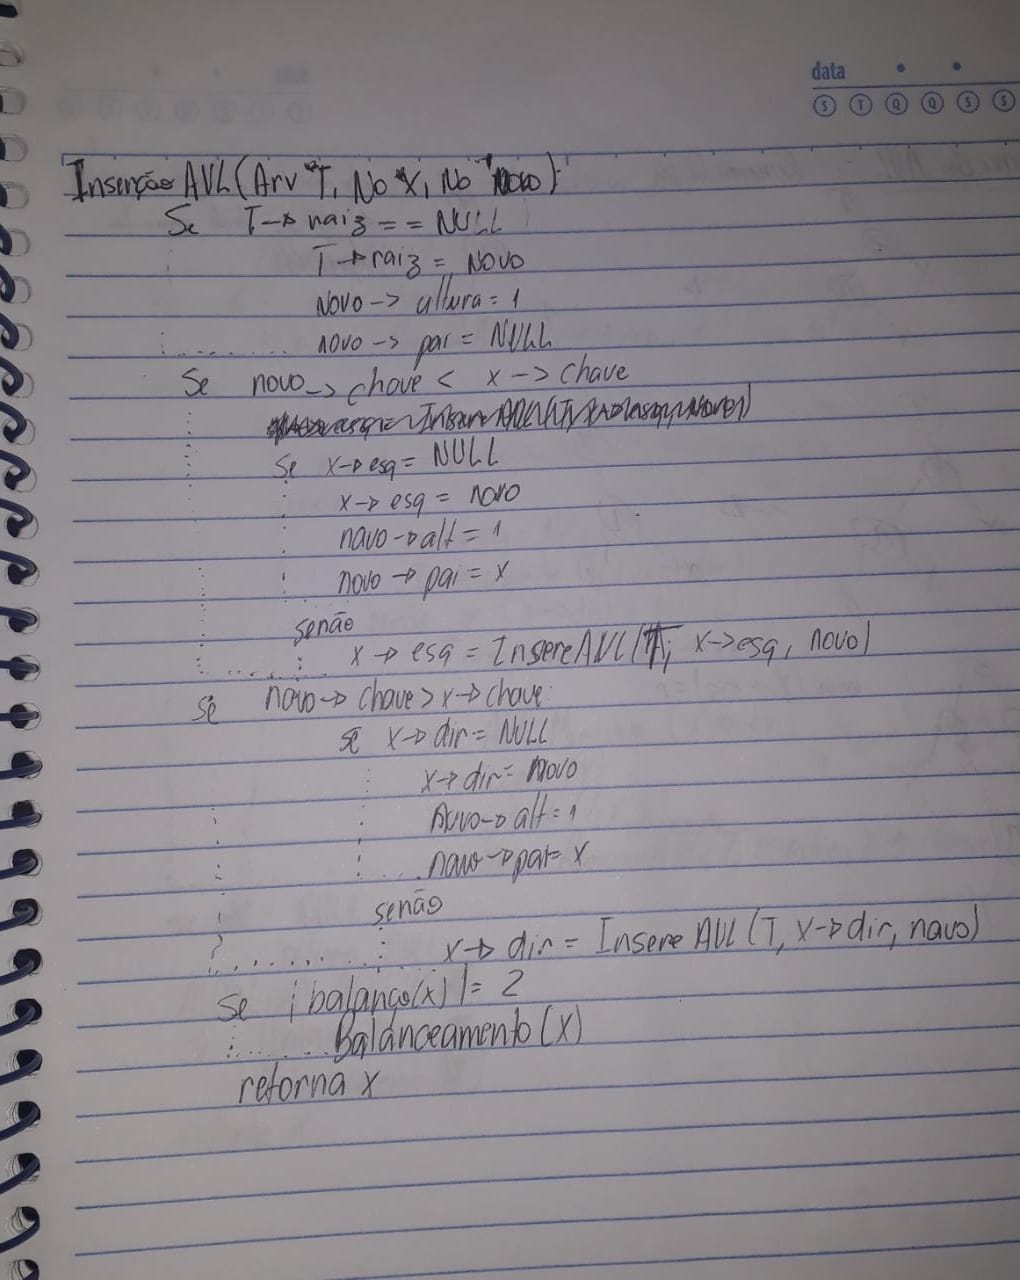 data
S T Q Q S S
Inserção AVL(Arv *T, No *X, No *novo)
Se T-> raiz == NULL
T->raiz = Novo
Novo -> altura = 1
novo -> pai = NULL
Se novo -> chave < x -> chave
Se x-> esq = NULL
x-> esq = novo
novo-> alt = 1
novo -> pai = x
senão
x -> esq = InsereAVL(T, x->esq, novo)
Se novo-> chave > x-> chave:
se x-> dir = NULL
x-> dir = novo
novo-> alt = 1
novo->pai= x
senão
x-> dir = Insere AVL (T, x-> dir, novo)
Se |balanço(x)|= 2
Balanceamento(x)
retorna x